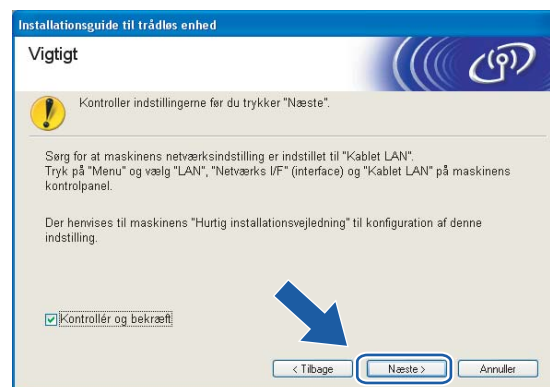 Installationsguide til trådløs enhed
Vigtigt
Kontroller indstillingerne før du trykker "Næste".
Sørg for at maskinens netværksindstilling er indstillet til "Kablet LAN".
Tryk på "Menu" og vælg "LAN", "Netværks I/F" (interface) og "Kablet LAN" på maskinens
kontrolpanel.
Der henvises til maskinens "Hurtig installationsvejledning" til konfiguration af denne
indstilling.
Kontrollér og bekræft
< Tilbage Næste > Annuller